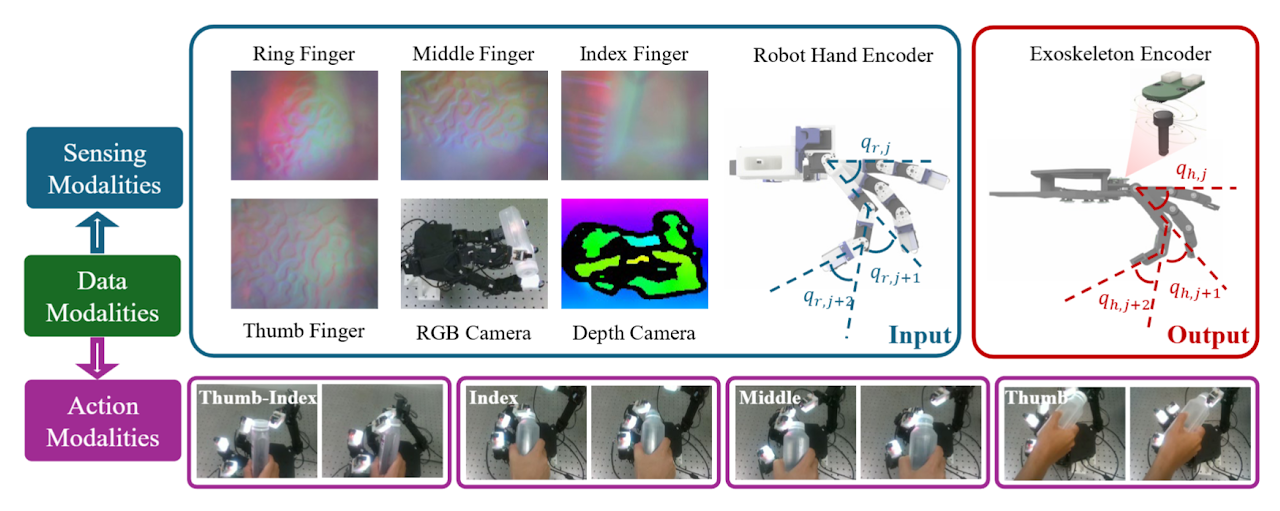 Ring Finger
Middle Finger
Index Finger
Robot Hand Encoder
Exoskeleton Encoder
Sensing
Modalities
Data
Modalities
Action
Modalities
q_{r,j}
q_{r,j+1}
q_{r,j+2}
q_{h,j}
q_{h,j+1}
q_{h,j+2}
Thumb Finger
RGB Camera
Depth Camera
Input
Output
Thumb-Index
Index
Middle
Thumb